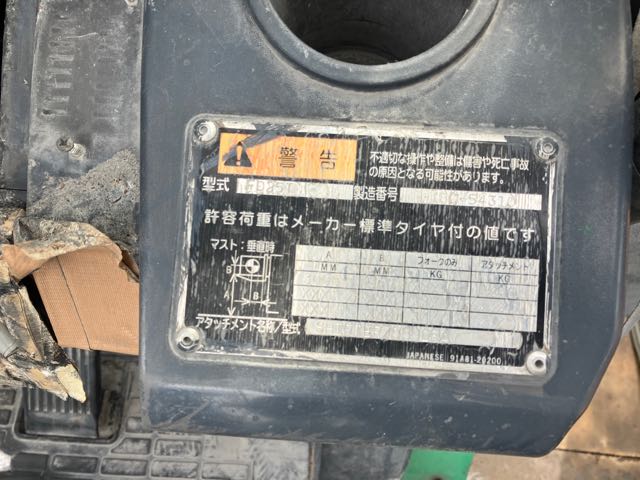 警告
不適切な操作や整備は傷害や死亡事故
の原因となる可能性があります。
型式
製造番号
許容荷重はメーカー標準タイヤ付の値です
マスト：垂直時
A MM B MM フォークのみ KG アタッチメント KG
B
A B
アタッチメント名称/型式
JAPANESE 91A81-20200